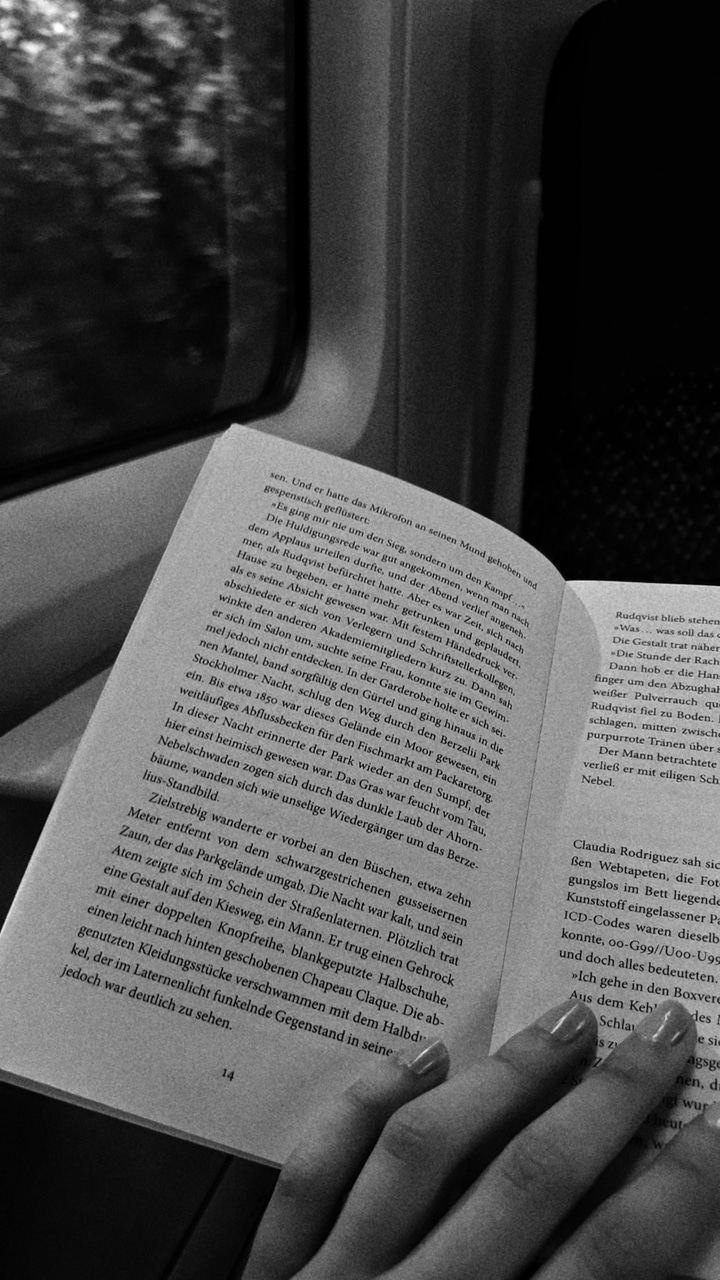 sen. Und er hatte das Mikrofon an seinen Mund gehoben und
gespenstisch geflüstert:
»Es ging mir nie um den Sieg, sondern um den Kampf ...«
Die Huldigungsrede war gut angekommen, wenn man nach
dem Applaus urteilen durfte, und der Abend verlief angeneh-
mer, als Rudqvist befürchtet hatte. Aber es war Zeit, sich nach
Hause zu begeben, er hatte mehr getrunken und geplaudert,
als es seine Absicht gewesen war. Mit festem Händedruck ver-
abschiedete er sich von Verlegern und Schriftstellerkollegen,
winkte den anderen Akademiemitgliedern kurz zu. Dann sah
er sich im Salon um, suchte seine Frau, konnte sie im Gewim-
mel jedoch nicht entdecken. In der Garderobe holte er sich sei-
nen Mantel, band sorgfältig den Gürtel und ging hinaus in die
Stockholmer Nacht, schlug den Weg durch den Berzelii Park
ein. Bis etwa 1850 war dieses Gelände ein Moor gewesen, ein
weitläufiges Abflussbecken für den Fischmarkt am Packaretorg.
In dieser Nacht erinnerte der Park wieder an den Sumpf, der
hier einst heimisch gewesen war. Das Gras war feucht vom Tau,
Nebelschwaden zogen sich durch das dunkle Laub der Ahorn-
bäume, wanden sich wie unselige Wiedergänger um das Berze-
lius-Standbild.
Zielstrebig wanderte er vorbei an den Büschen, etwa zehn
Meter entfernt von dem schwarzgestrichenen gusseisernen
Zaun, der das Parkgelände umgab. Die Nacht war kalt, und sein
Atem zeigte sich im Schein der Straßenlaternen. Plötzlich trat
eine Gestalt auf den Kiesweg, ein Mann. Er trug einen Gehrock
mit einer doppelten Knopfreihe, blankgeputzte Halbschuhe,
einen leicht nach hinten geschobenen Chapeau Claque. Die ab-
genutzten Kleidungsstücke verschwammen mit dem Halbdu
kel, der im Laternenlicht funkelnde Gegenstand in seine
jedoch war deutlich zu sehen.
14
Rudqvist blieb stehen
»Was ... was soll das
Die Gestalt trat näher
»Die Stunde der Rach
Dann hob er die Han
finger um den Abzughah
weißer Pulverrauch qu
Rudqvist fiel zu Boden.
schlagen, mitten zwische
purpurrote Tränen über s
Der Mann betrachtete
verließ er mit eiligen Sch
Nebel.
Claudia Rodriguez sah sic
ßen Webtapeten, die Fot
gungslos im Bett liegende
Kunststoff eingelassener Pa
ICD-Codes waren dieselb
konnte, 00-G99//U00-U99
und doch alles bedeuteten.
»Ich gehe in den Boxvere
Aus dem Keh des
Schlau e sic